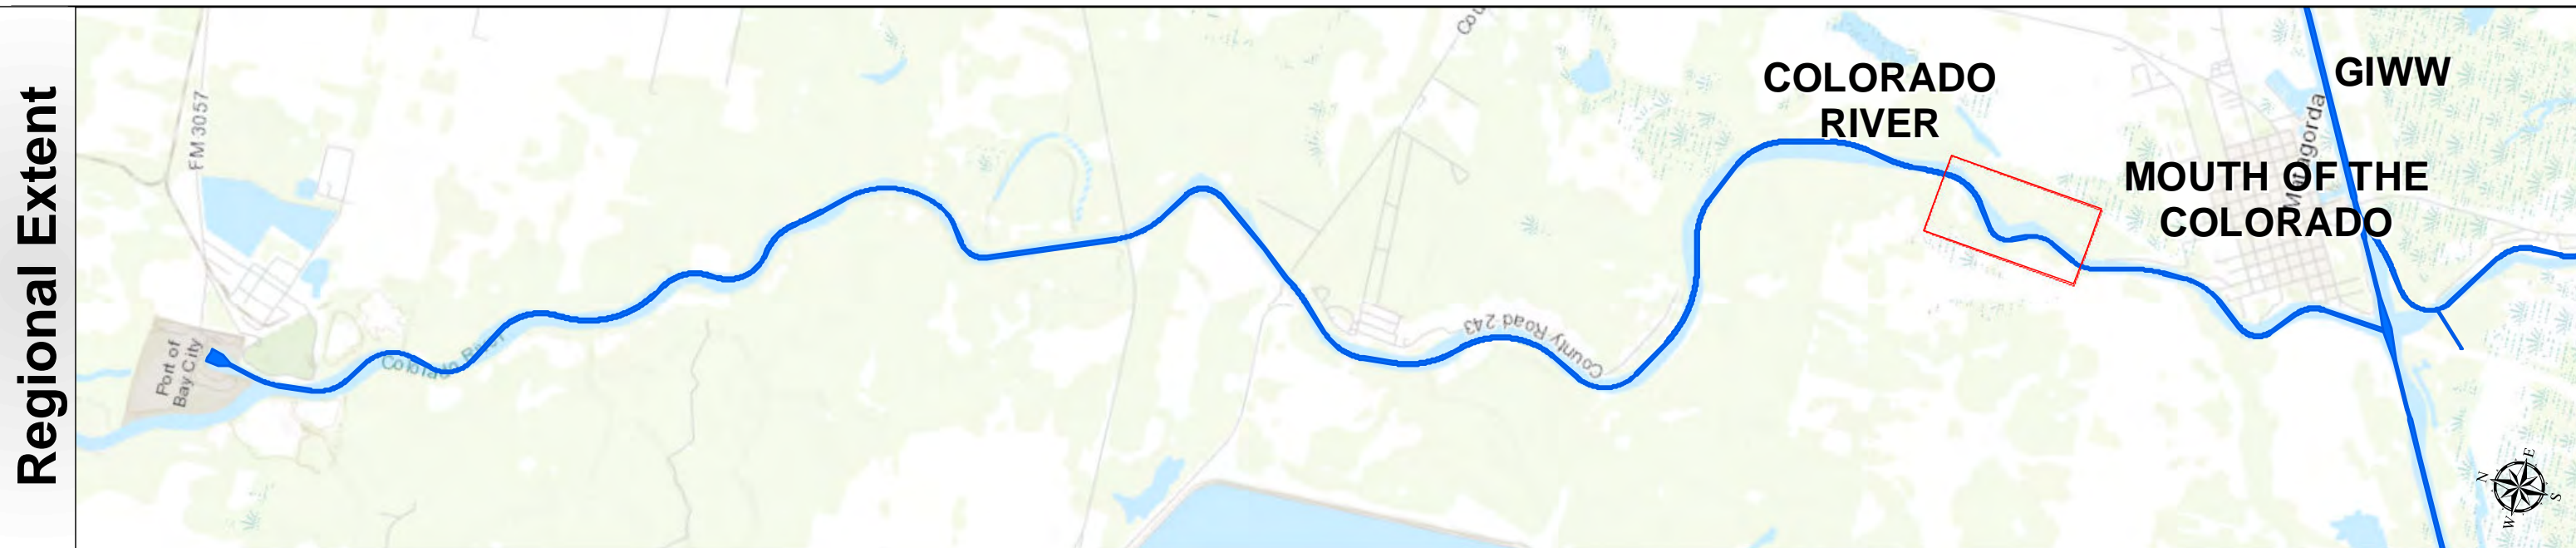 Regional Extent
FM 3057
Port of
Bay City
Colorado River
Cou
County Road 243
COLORADO
RIVER
MOUTH OF THE
COLORADO
Matagorda
GIWW
N
E
S
W